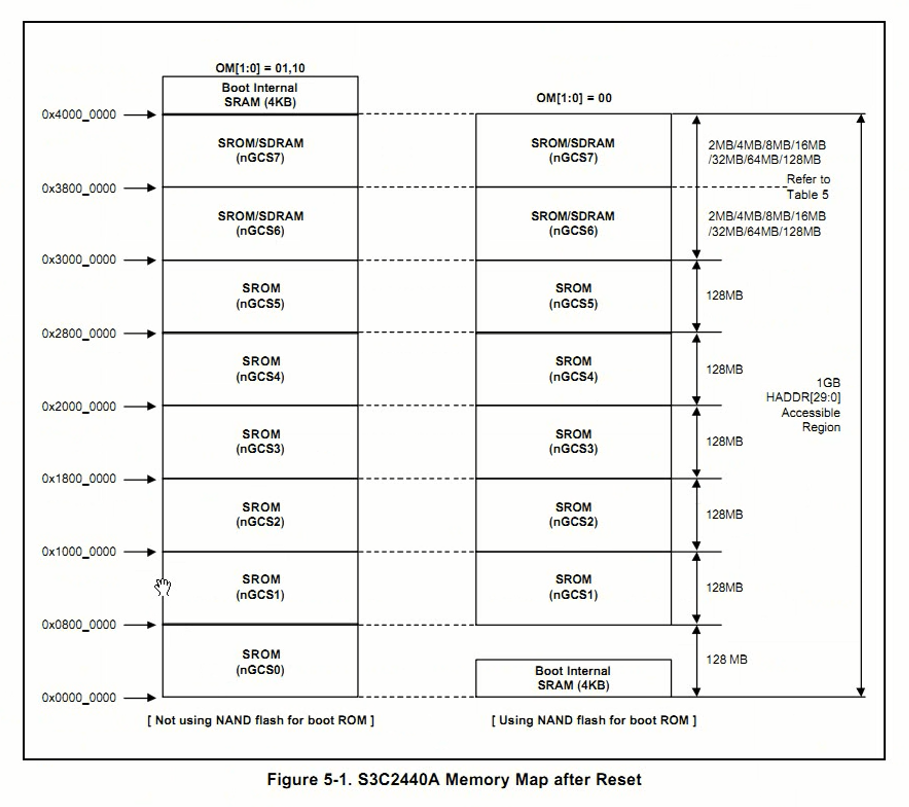 OM[1:0] = 01,10
Boot Internal
SRAM (4KB)
OM[1:0] = 00
0x4000_0000
SROM/SDRAM
(nGCS7)
SROM/SDRAM
(nGCS7)
2MB/4MB/8MB/16MB
/32MB/64MB/128MB
0x3800_0000
Refer to
Table 5
SROM/SDRAM
(nGCS6)
SROM/SDRAM
(nGCS6)
2MB/4MB/8MB/16MB
/32MB/64MB/128MB
0x3000_0000
SROM
(nGCS5)
SROM
(nGCS5)
128MB
0x2800_0000
SROM
(nGCS4)
SROM
(nGCS4)
128MB
1GB
HADDR[29:0]
Accessible
Region
0x2000_0000
SROM
(nGCS3)
SROM
(nGCS3)
128MB
0x1800_0000
SROM
(nGCS2)
SROM
(nGCS2)
128MB
0x1000_0000
SROM
(nGCS1)
SROM
(nGCS1)
128MB
0x0800_0000
SROM
(nGCS0)
Boot Internal
SRAM (4KB)
128 MB
0x0000_0000
[ Not using NAND flash for boot ROM ]
[ Using NAND flash for boot ROM ]
Figure 5-1. S3C2440A Memory Map after Reset